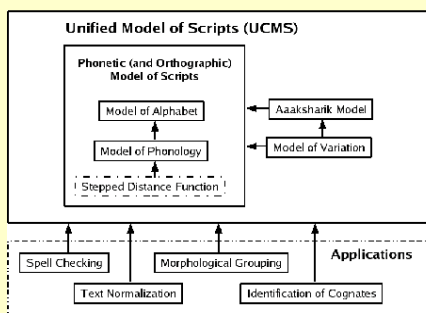 Unified Model of Scripts (UCMS)
Phonetic (and Orthographic)
Model of Scripts
Model of Alphabet
Aaaksharik Model
Model of Phonology
Model of Variation
Stepped Distance Function
Applications
Spell Checking
Morphological Grouping
Text Normalization
Identification of Cognates